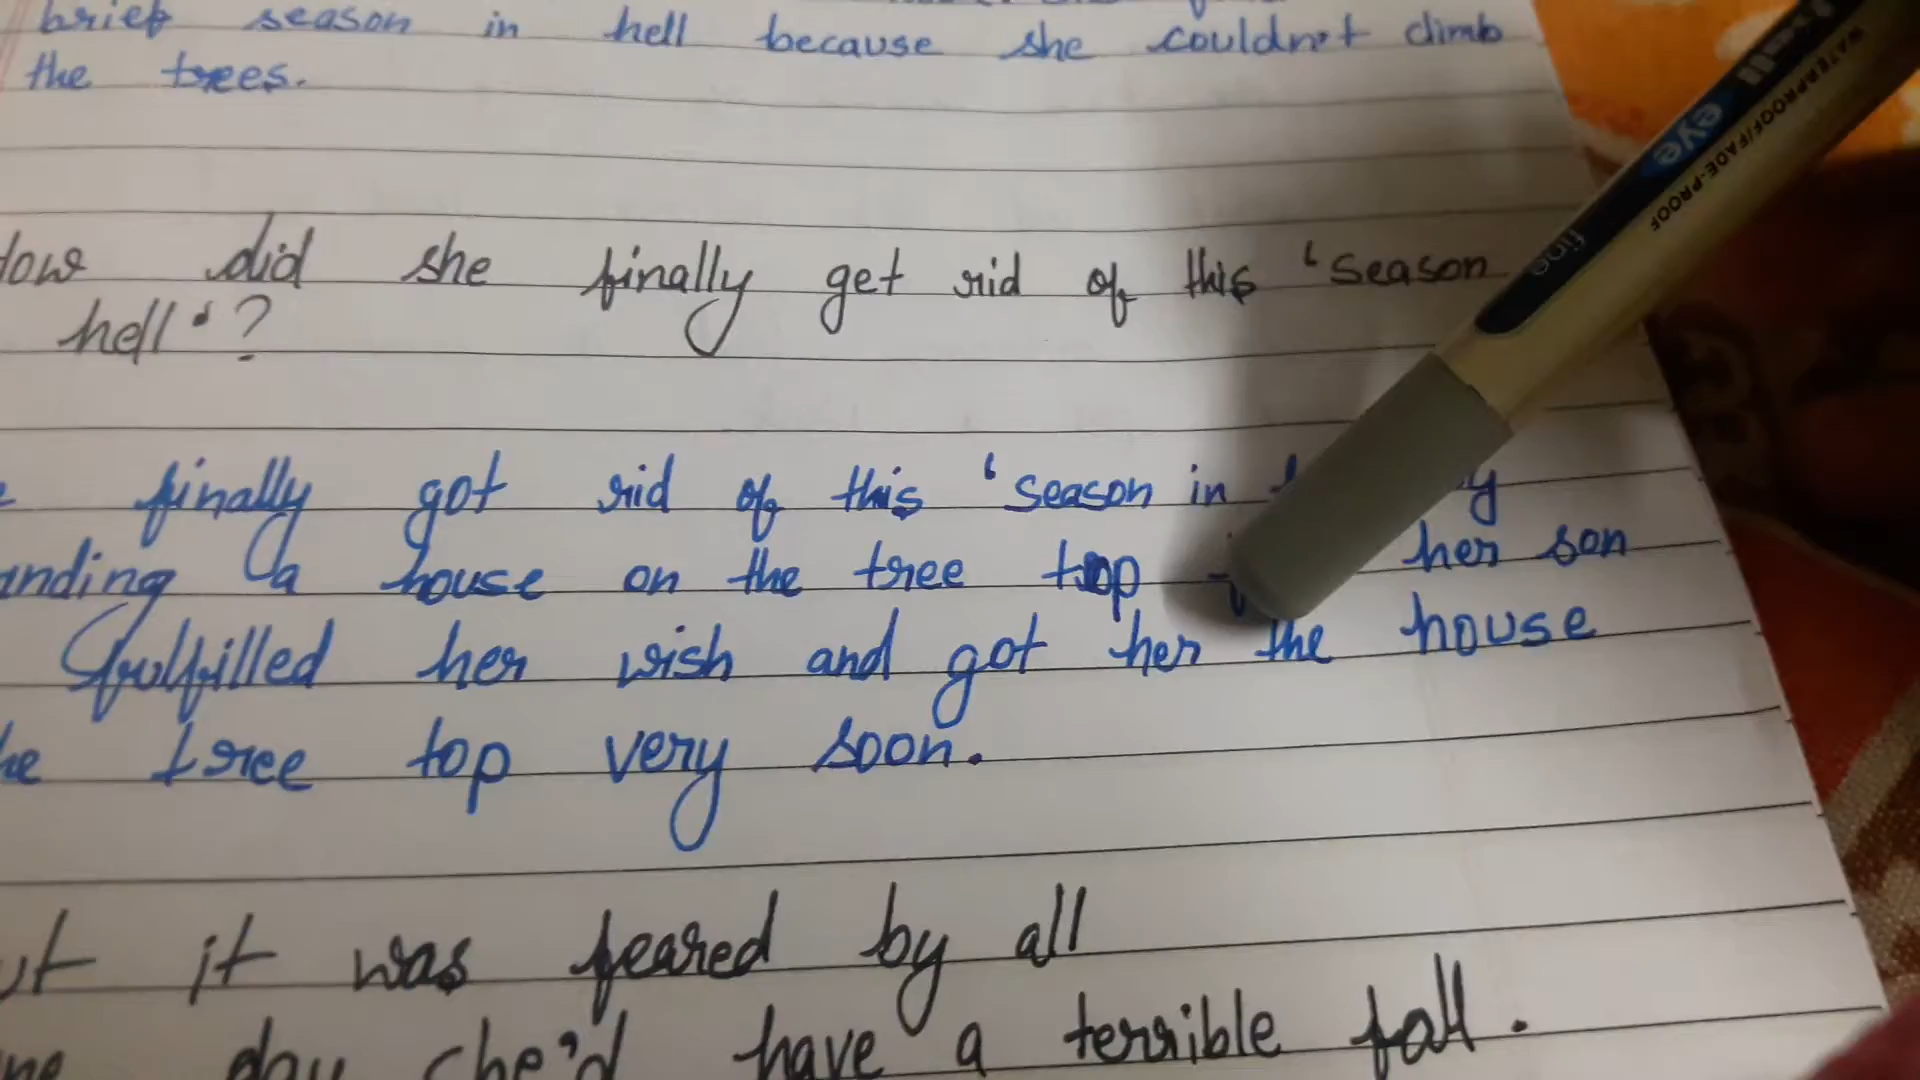 brief season in hell because she couldn't climb
the trees.
did she finally get rid of this 'season
hell'?
finally got rid of this 'season in
a house on the tree top her son
fulfilled her wish and got her the house
tree top very soon.
it was feared by all
day she'd have a terrible fall.
eye
WATERPROOF/FADE-PROOF
fine